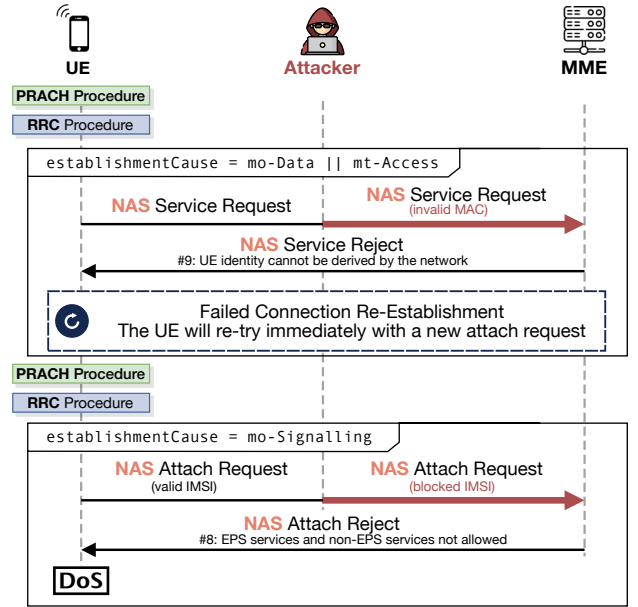 UE
Attacker
MME
PRACH Procedure
RRC Procedure
establishmentCause = mo-Data || mt-Access
NAS Service Request
NAS Service Request
(invalid MAC)
NAS Service Reject
#9: UE identity cannot be derived by the network
Failed Connection Re-Establishment
The UE will re-try immediately with a new attach request
PRACH Procedure
RRC Procedure
establishmentCause = mo-Signalling
NAS Attach Request
(valid IMSI)
NAS Attach Request
(blocked IMSI)
NAS Attach Reject
#8: EPS services and non-EPS services not allowed
DoS